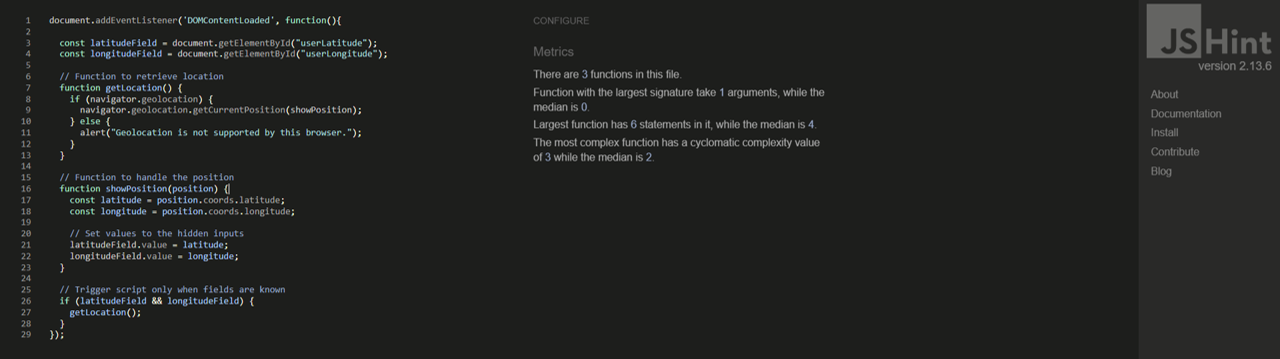 1 document.addEventListener('DOMContentLoaded', function(){
2
3 const latitudeField = document.getElementById("userLatitude");
4 const longitudeField = document.getElementById("userLongitude");
5
6 // Function to retrieve location
7 function getLocation() {
8 if (navigator.geolocation) {
9 navigator.geolocation.getCurrentPosition(showPosition);
10 } else {
11 alert("Geolocation is not supported by this browser.");
12 }
13 }
14
15 // Function to handle the position
16 function showPosition(position) {
17 const latitude = position.coords.latitude;
18 const longitude = position.coords.longitude;
19
20 // Set values to the hidden inputs
21 latitudeField.value = latitude;
22 longitudeField.value = longitude;
23 }
24
25 // Trigger script only when fields are known
26 if (latitudeField && longitudeField) {
27 getLocation();
28 }
29 });
CONFIGURE
Metrics
There are 3 functions in this file.
Function with the largest signature take 1 arguments, while the
median is 0.
Largest function has 6 statements in it, while the median is 4.
The most complex function has a cyclomatic complexity value
of 3 while the median is 2.
JSHint
version 2.13.6
About
Documentation
Install
Contribute
Blog